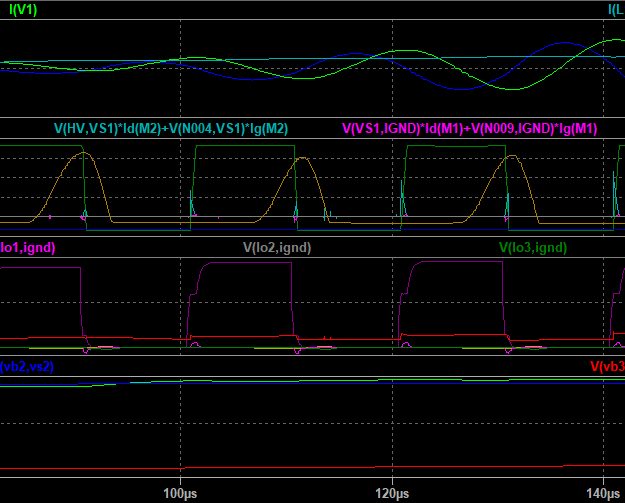 I(V1) I(L
V(HV,VS1)*Id(M2)+V(N004,VS1)*Ig(M2) V(VS1,IGND)*Id(M1)+V(N009,IGND)*Ig(M1)
lo1,ignd) V(lo2,ignd) V(lo3,ignd)
(vb2,vs2) V(vb3
100µs 120µs 140µs